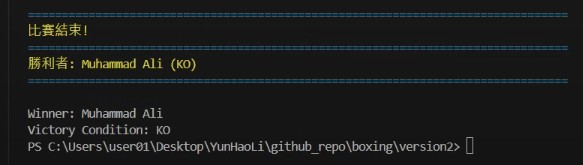 ======================================================================
比賽結束!
======================================================================
勝利者: Muhammad Ali (KO)
======================================================================
Winner: Muhammad Ali
Victory Condition: KO
PS C:\Users\user01\Desktop\YunHaoLi\github_repo\boxing\version2>